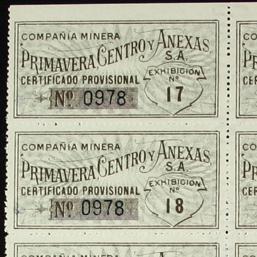 COMPAÑIA MINERA
PRIMAVERA CENTRO Y ANEXAS
S.A.
CERTIFICADO PROVISIONAL
EXHIBICION
Nº
Nº 0978
17
COMPAÑIA MINERA
PRIMAVERA CENTRO Y ANEXAS
S.A.
CERTIFICADO PROVISIONAL
EXHIBICION
Nº
Nº 0978
18